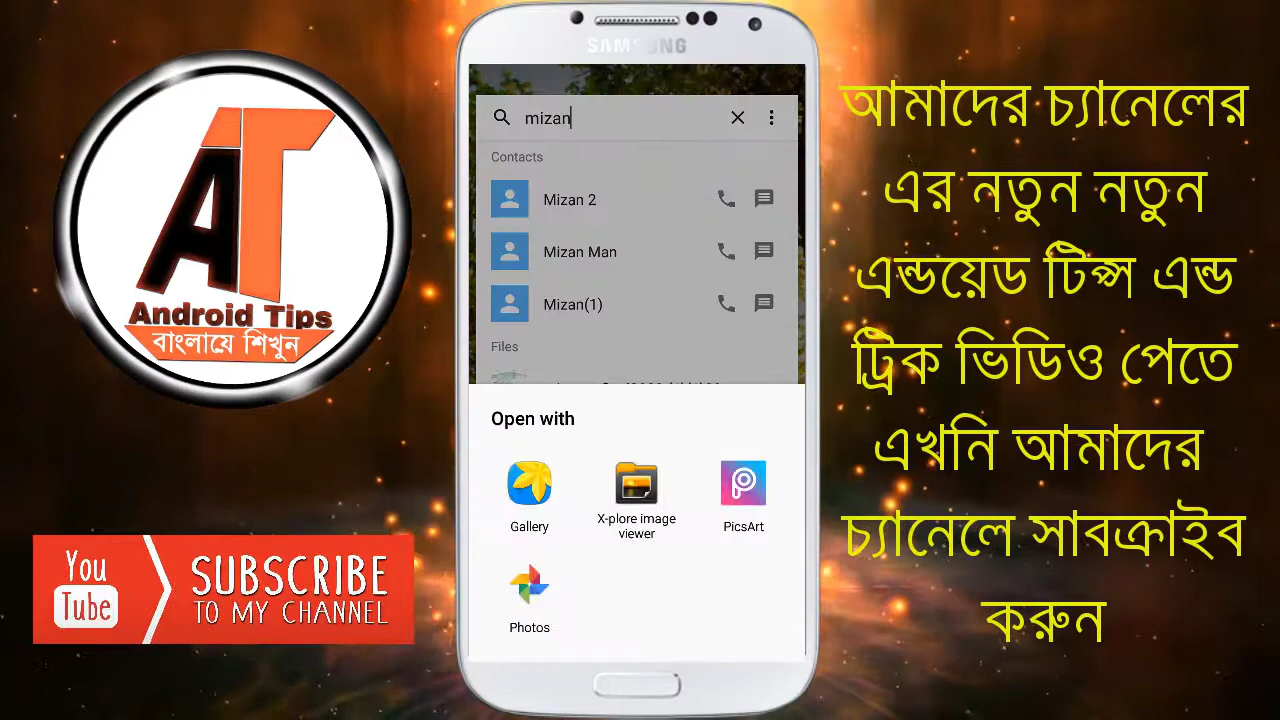 AT
Android Tips
বাংলাযে শিখুন
You
Tube
SUBSCRIBE
TO MY CHANNEL
SAMSUNG
mizan
Contacts
Mizan 2
Mizan Man
Mizan(1)
Files
Open with
Gallery
X-plore image
viewer
PicsArt
Photos
আমাদের চ্যানেলের
এর নতুন নতুন
এন্ডয়েড টিপ্স এন্ড
ট্রিক ভিডিও পেতে
এখনি আমাদের
চ্যানেলে সাবক্রাইব
করুন